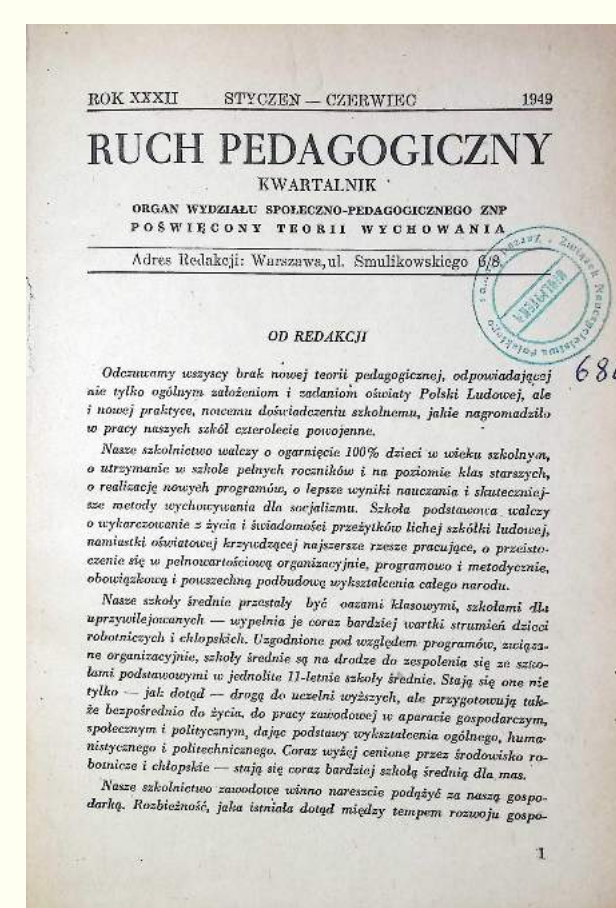 ROK XXXII STYCZEŃ — CZERWIEC 1949
RUCH PEDAGOGICZNY
KWARTALNIK
ORGAN WYDZIAŁU SPOŁECZNO-PEDAGOGICZNEGO ZNP
POŚWIĘCONY TEORII WYCHOWANIA
Adres Redakcji: Warszawa, ul. Smulikowskiego 6/8
Związek Nauczycielstwa Polskiego
OD REDAKCJI
68
Odczuwamy wszyscy brak nowej teorii pedagogicznej, odpowiadającej
nie tylko ogólnym założeniom i zadaniom oświaty Polski Ludowej, ale
i nowej praktyce, nowemu doświadczeniu szkolnemu, jakie nagromadziło
w pracy naszych szkół czterolecie powojenne.
Nasze szkolnictwo walczy o ogarnięcie 100% dzieci w wieku szkolnym,
o utrzymanie w szkole pełnych roczników i na poziomie klas starszych,
o realizację nowych programów, o lepsze wyniki nauczania i skuteczniej-
sze metody wychowywania dla socjalizmu. Szkoła podstawowa walczy
o wykarczowanie z życia i świadomości przeżytków lichej szkółki ludowej,
namiastki oświatowej krzywdzącej najszersze rzesze pracujące, o przeisto-
czenie się w pełnowartościową organizacyjnie, programowo i metodycznie,
obowiązkową i powszechną podbudowę wykształcenia całego narodu.
Nasze szkoły średnie przestały być oazami klasowymi, szkołami dla
uprzywilejowanych — wypełnia je coraz bardziej wartki strumień dzieci
robotniczych i chłopskich. Uzgodnione pod względem programów, związa-
ne organizacyjnie, szkoły średnie są na drodze do zespolenia się ze szko-
łami podstawowymi w jednolite 11-letnie szkoły średnie. Stają się one nie
tylko — jak dotąd — drogą do uczelni wyższych, ale przygotowują tak-
że bezpośrednio do życia, do pracy zawodowej w aparacie gospodarczym,
społecznym i politycznym, dając podstawy wykształcenia ogólnego, huma-
nistycznego i politechnicznego. Coraz wyżej cenione przez środowisko ro-
botnicze i chłopskie — stają się coraz bardziej szkołą średnią dla mas.
Nasze szkolnictwo zawodowe winno nareszcie podążyć za naszą gospo-
darką. Rozbieżność, jaka istniała dotąd między tempem rozwoju gospo-
1